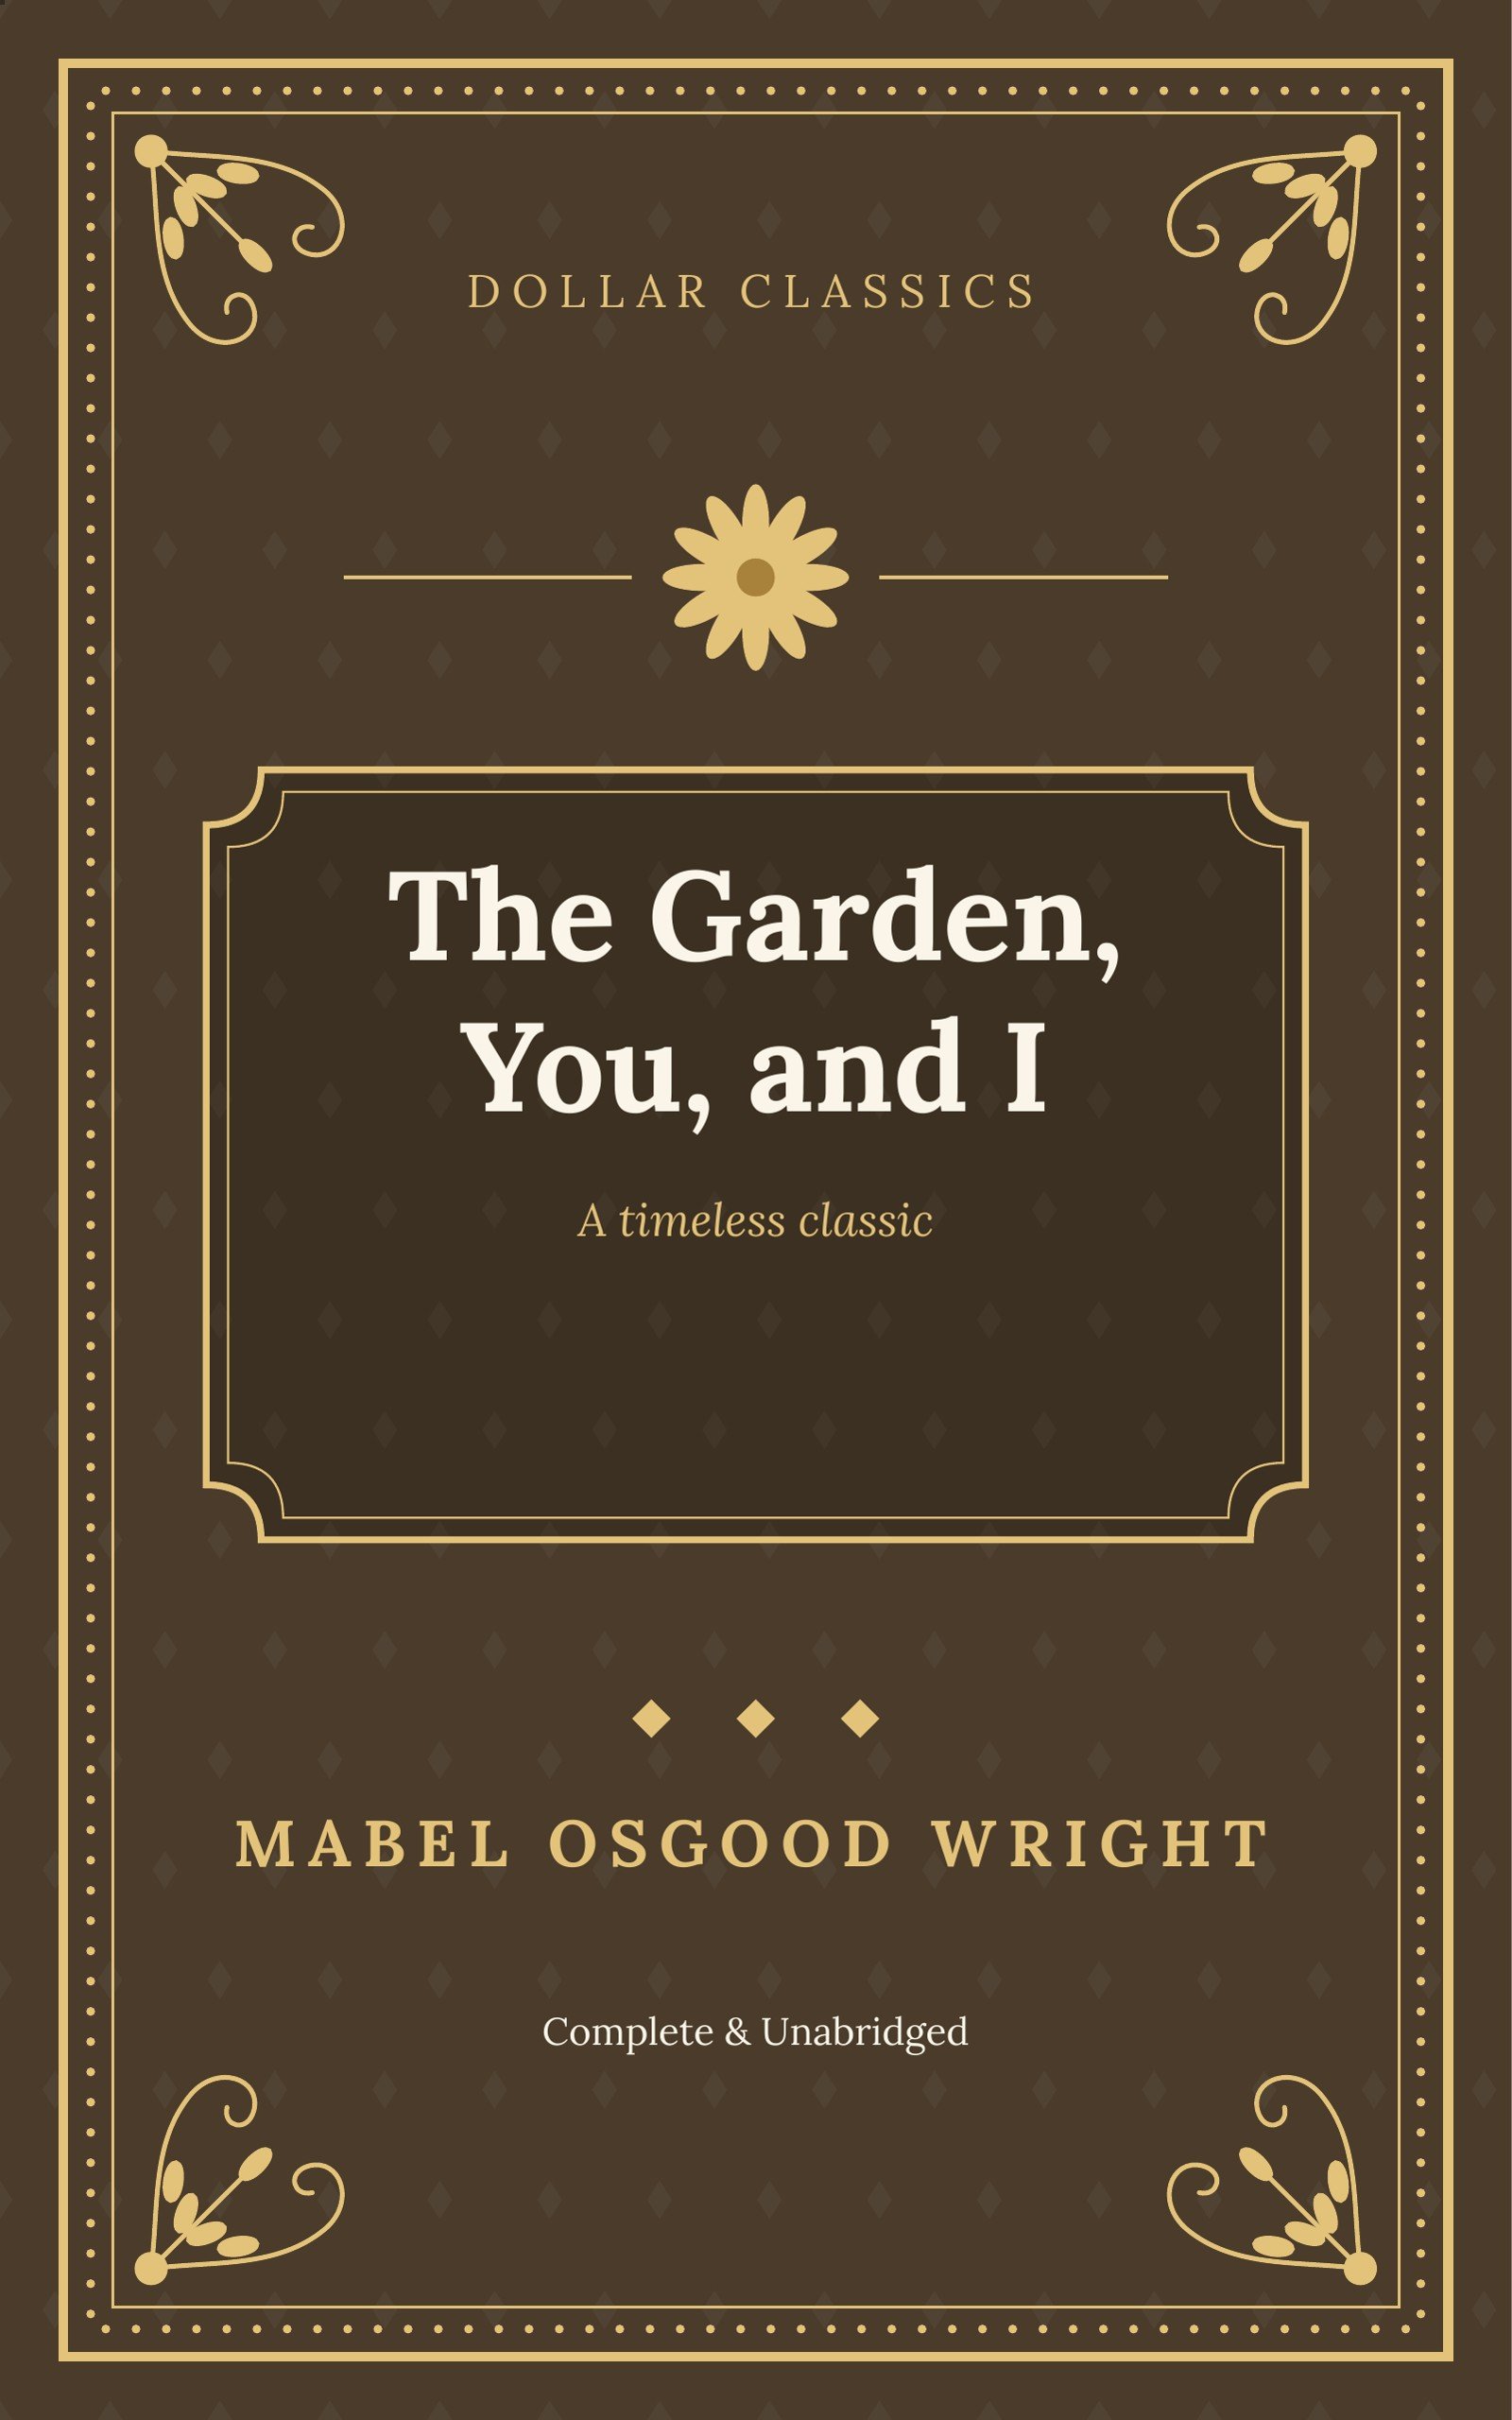 DOLLAR CLASSICS
The Garden,
You, and I
A timeless classic
MABEL OSGOOD WRIGHT
Complete & Unabridged